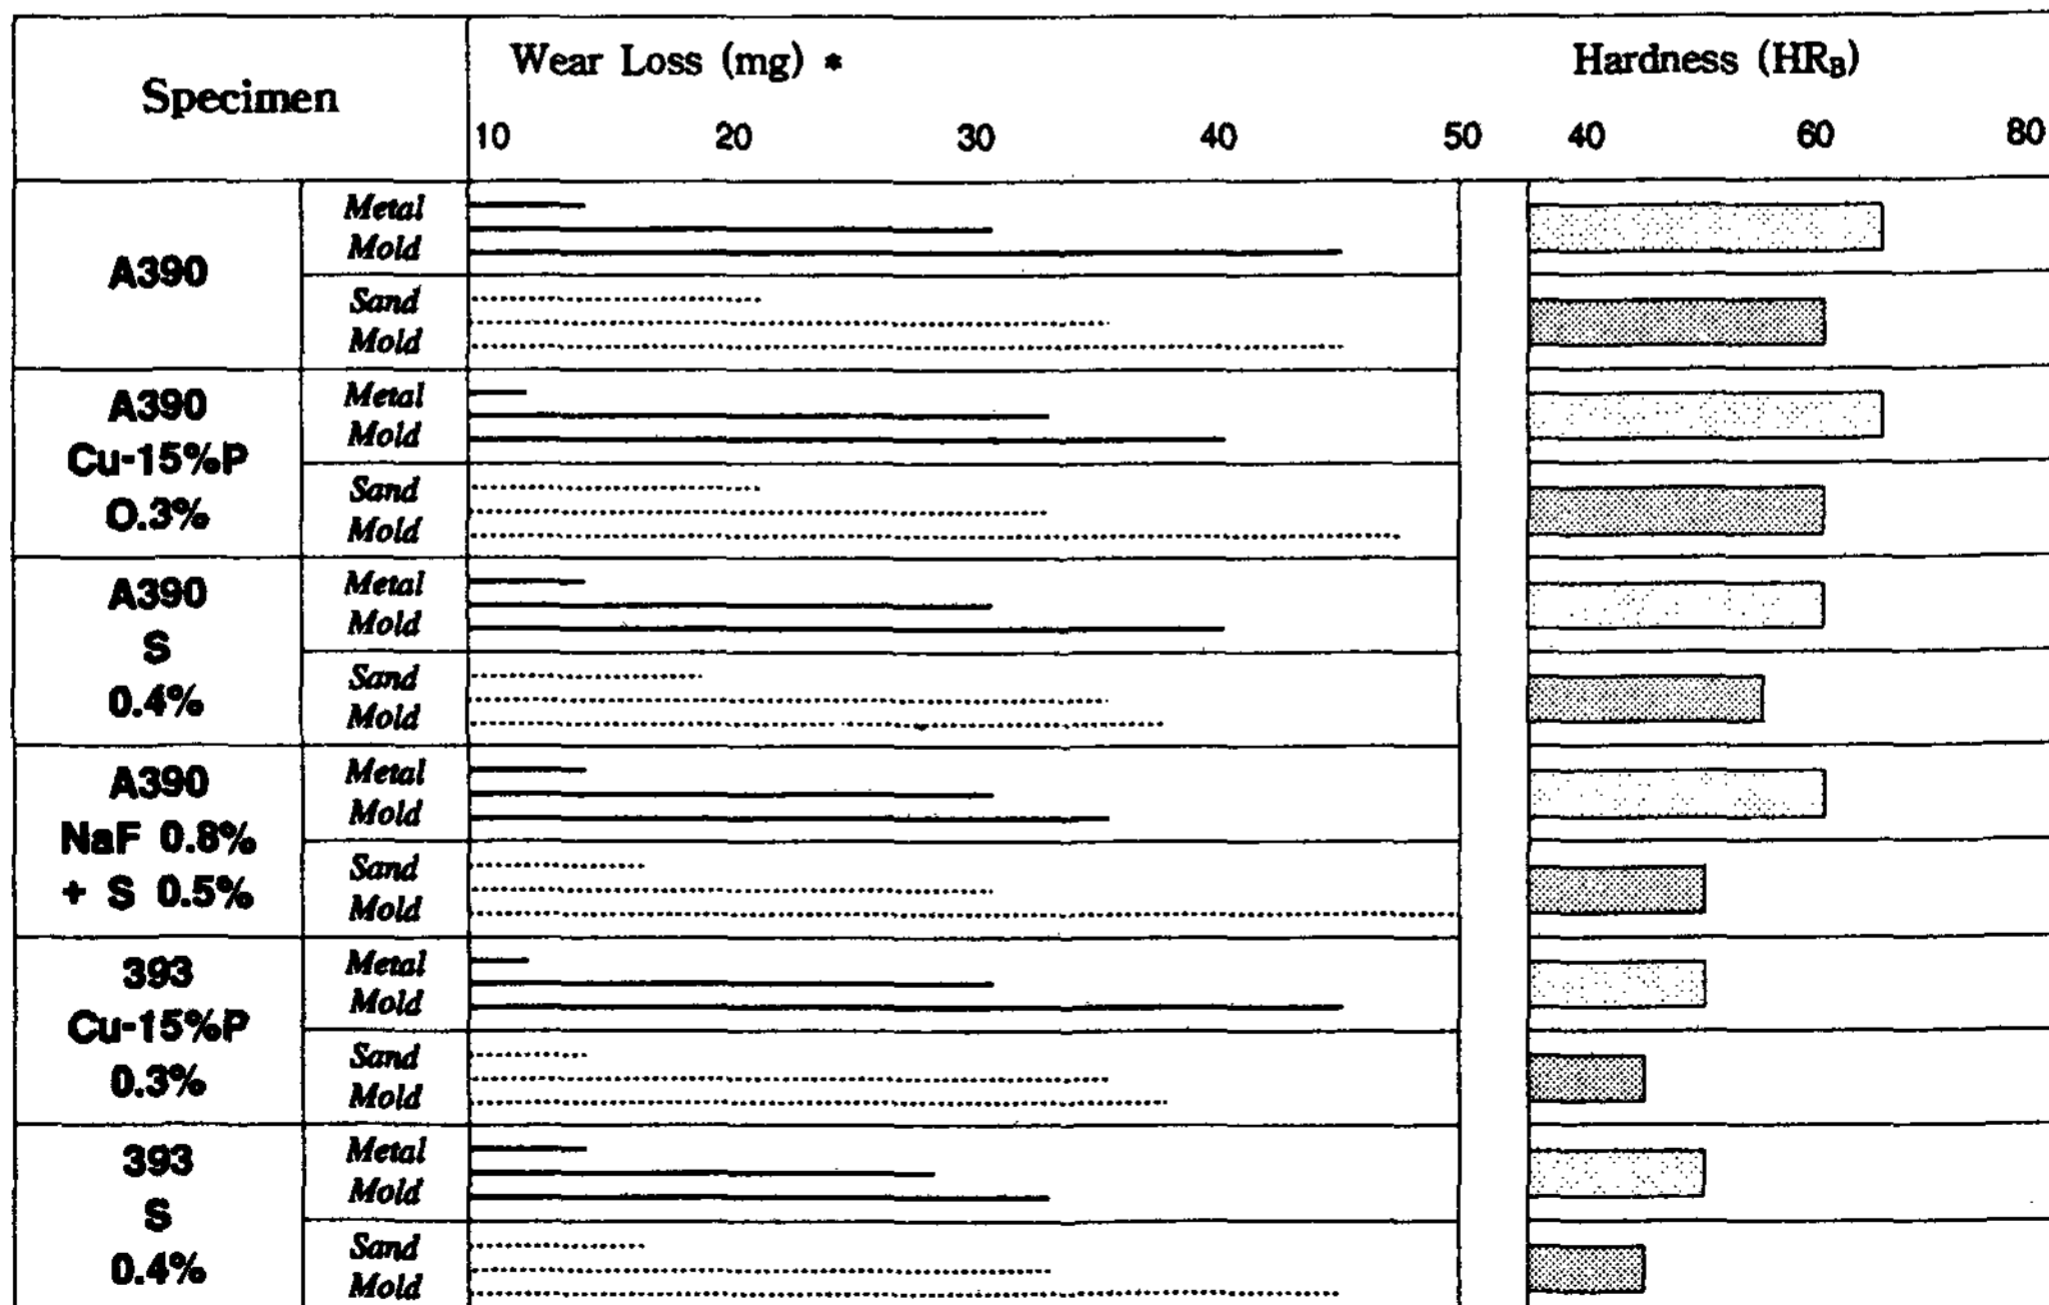 Specimen
Wear Loss (mg) *
Hardness (HRB)
10 20 30 40 50 40 60 80
A390
Metal
Mold
Sand
Mold
A390
Cu-15%P
O.3%
Metal
Mold
Sand
Mold
A390
S
0.4%
Metal
Mold
Sand
Mold
A390
NaF 0.8%
+ S 0.5%
Metal
Mold
Sand
Mold
393
Cu-15%P
0.3%
Metal
Mold
Sand
Mold
393
S
0.4%
Metal
Mold
Sand
Mold